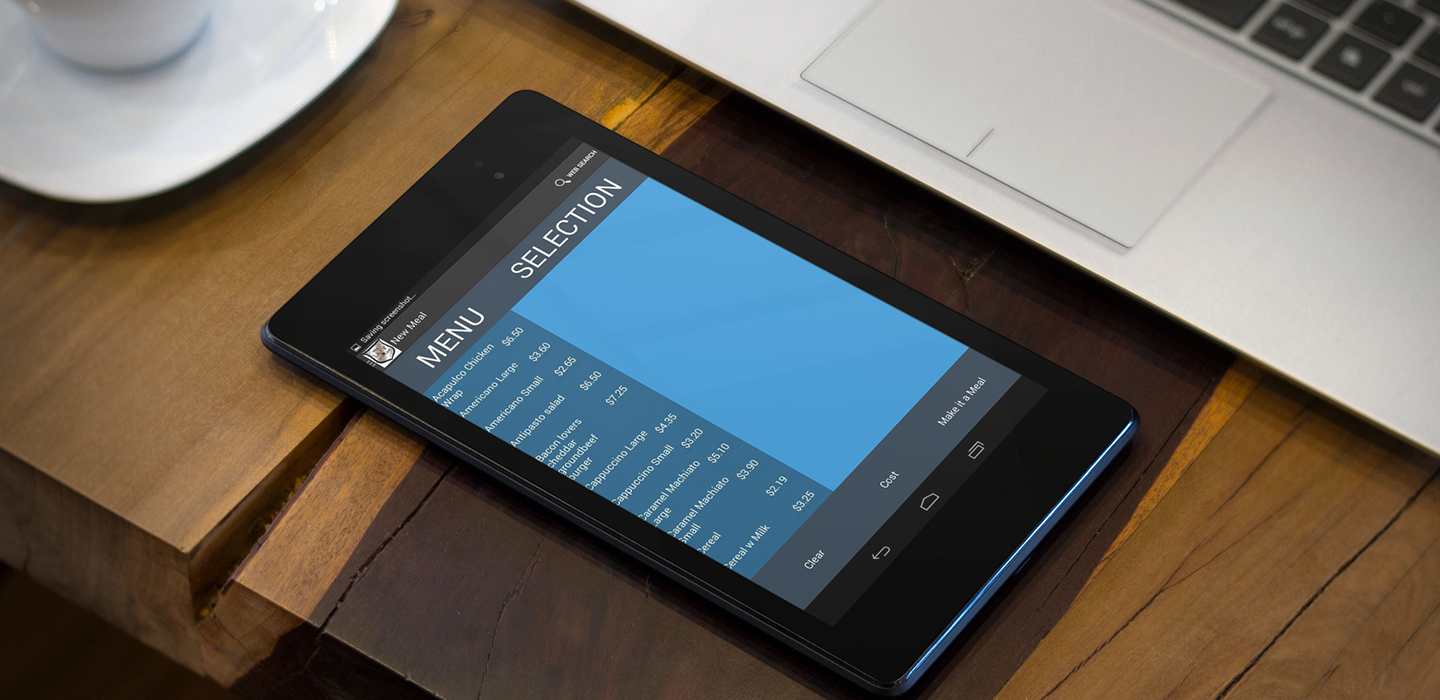 Saving screenshot...
New Meal
WEB SEARCH
MENU
SELECTION
Acapulco Chicken $6.50
Wrap
Americano Large $3.60
Americano Small $2.65
Antipasto salad $6.50
Bacon lovers $7.25
cheddar
groundbeef
burger
Cappuccino Large $4.35
Cappuccino Small $3.20
Caramel Machiato $5.10
Large
Caramel Machiato $3.90
Small
Cereal $2.19
Cereal w Milk $3.25
Clear
Cost
Make it a Meal